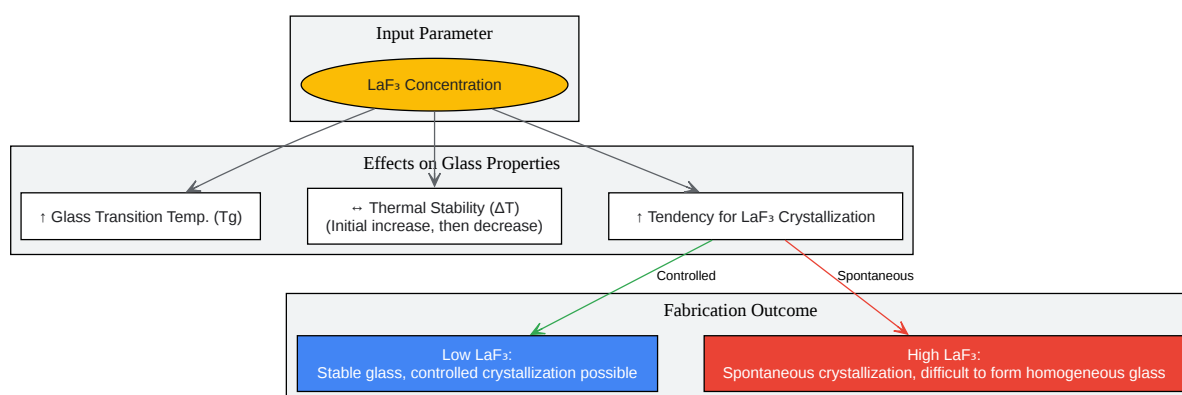 Input Parameter
LaF₃ Concentration
Effects on Glass Properties
↑ Glass Transition Temp. (Tg)
↔ Thermal Stability (ΔT)
(Initial increase, then decrease)
↑ Tendency for LaF₃ Crystallization
Controlled
Spontaneous
Fabrication Outcome
Low LaF₃:
Stable glass, controlled crystallization possible
High LaF₃:
Spontaneous crystallization, difficult to form homogeneous glass